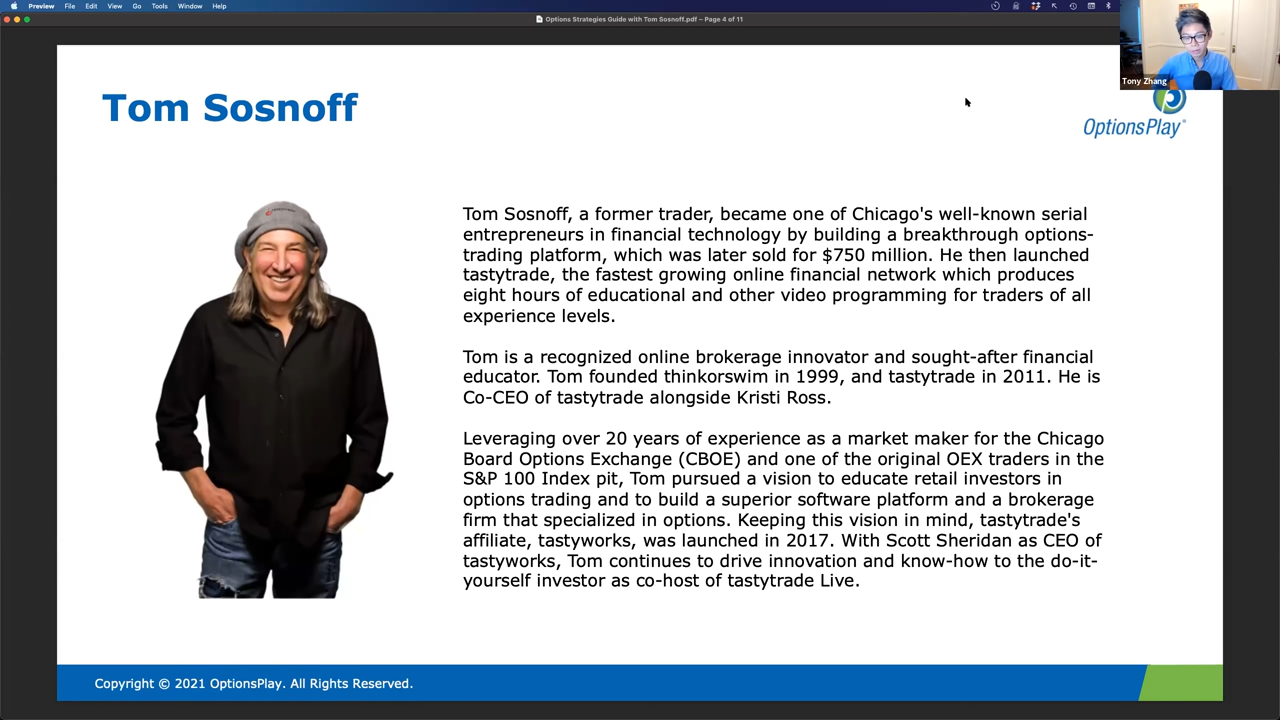 Preview File Edit View Go Tools Window Help
Options Strategies Guide with Tom Sosnoff.pdf – Page 4 of 11
Tony Zhang
Tom Sosnoff
OptionsPlay®
Tom Sosnoff, a former trader, became one of Chicago's well-known serial
entrepreneurs in financial technology by building a breakthrough options-
trading platform, which was later sold for $750 million. He then launched
tastytrade, the fastest growing online financial network which produces
eight hours of educational and other video programming for traders of all
experience levels.
Tom is a recognized online brokerage innovator and sought-after financial
educator. Tom founded thinkorswim in 1999, and tastytrade in 2011. He is
Co-CEO of tastytrade alongside Kristi Ross.
Leveraging over 20 years of experience as a market maker for the Chicago
Board Options Exchange (CBOE) and one of the original OEX traders in the
S&P 100 Index pit, Tom pursued a vision to educate retail investors in
options trading and to build a superior software platform and a brokerage
firm that specialized in options. Keeping this vision in mind, tastytrade's
affiliate, tastyworks, was launched in 2017. With Scott Sheridan as CEO of
tastyworks, Tom continues to drive innovation and know-how to the do-it-
yourself investor as co-host of tastytrade Live.
Copyright © 2021 OptionsPlay. All Rights Reserved.